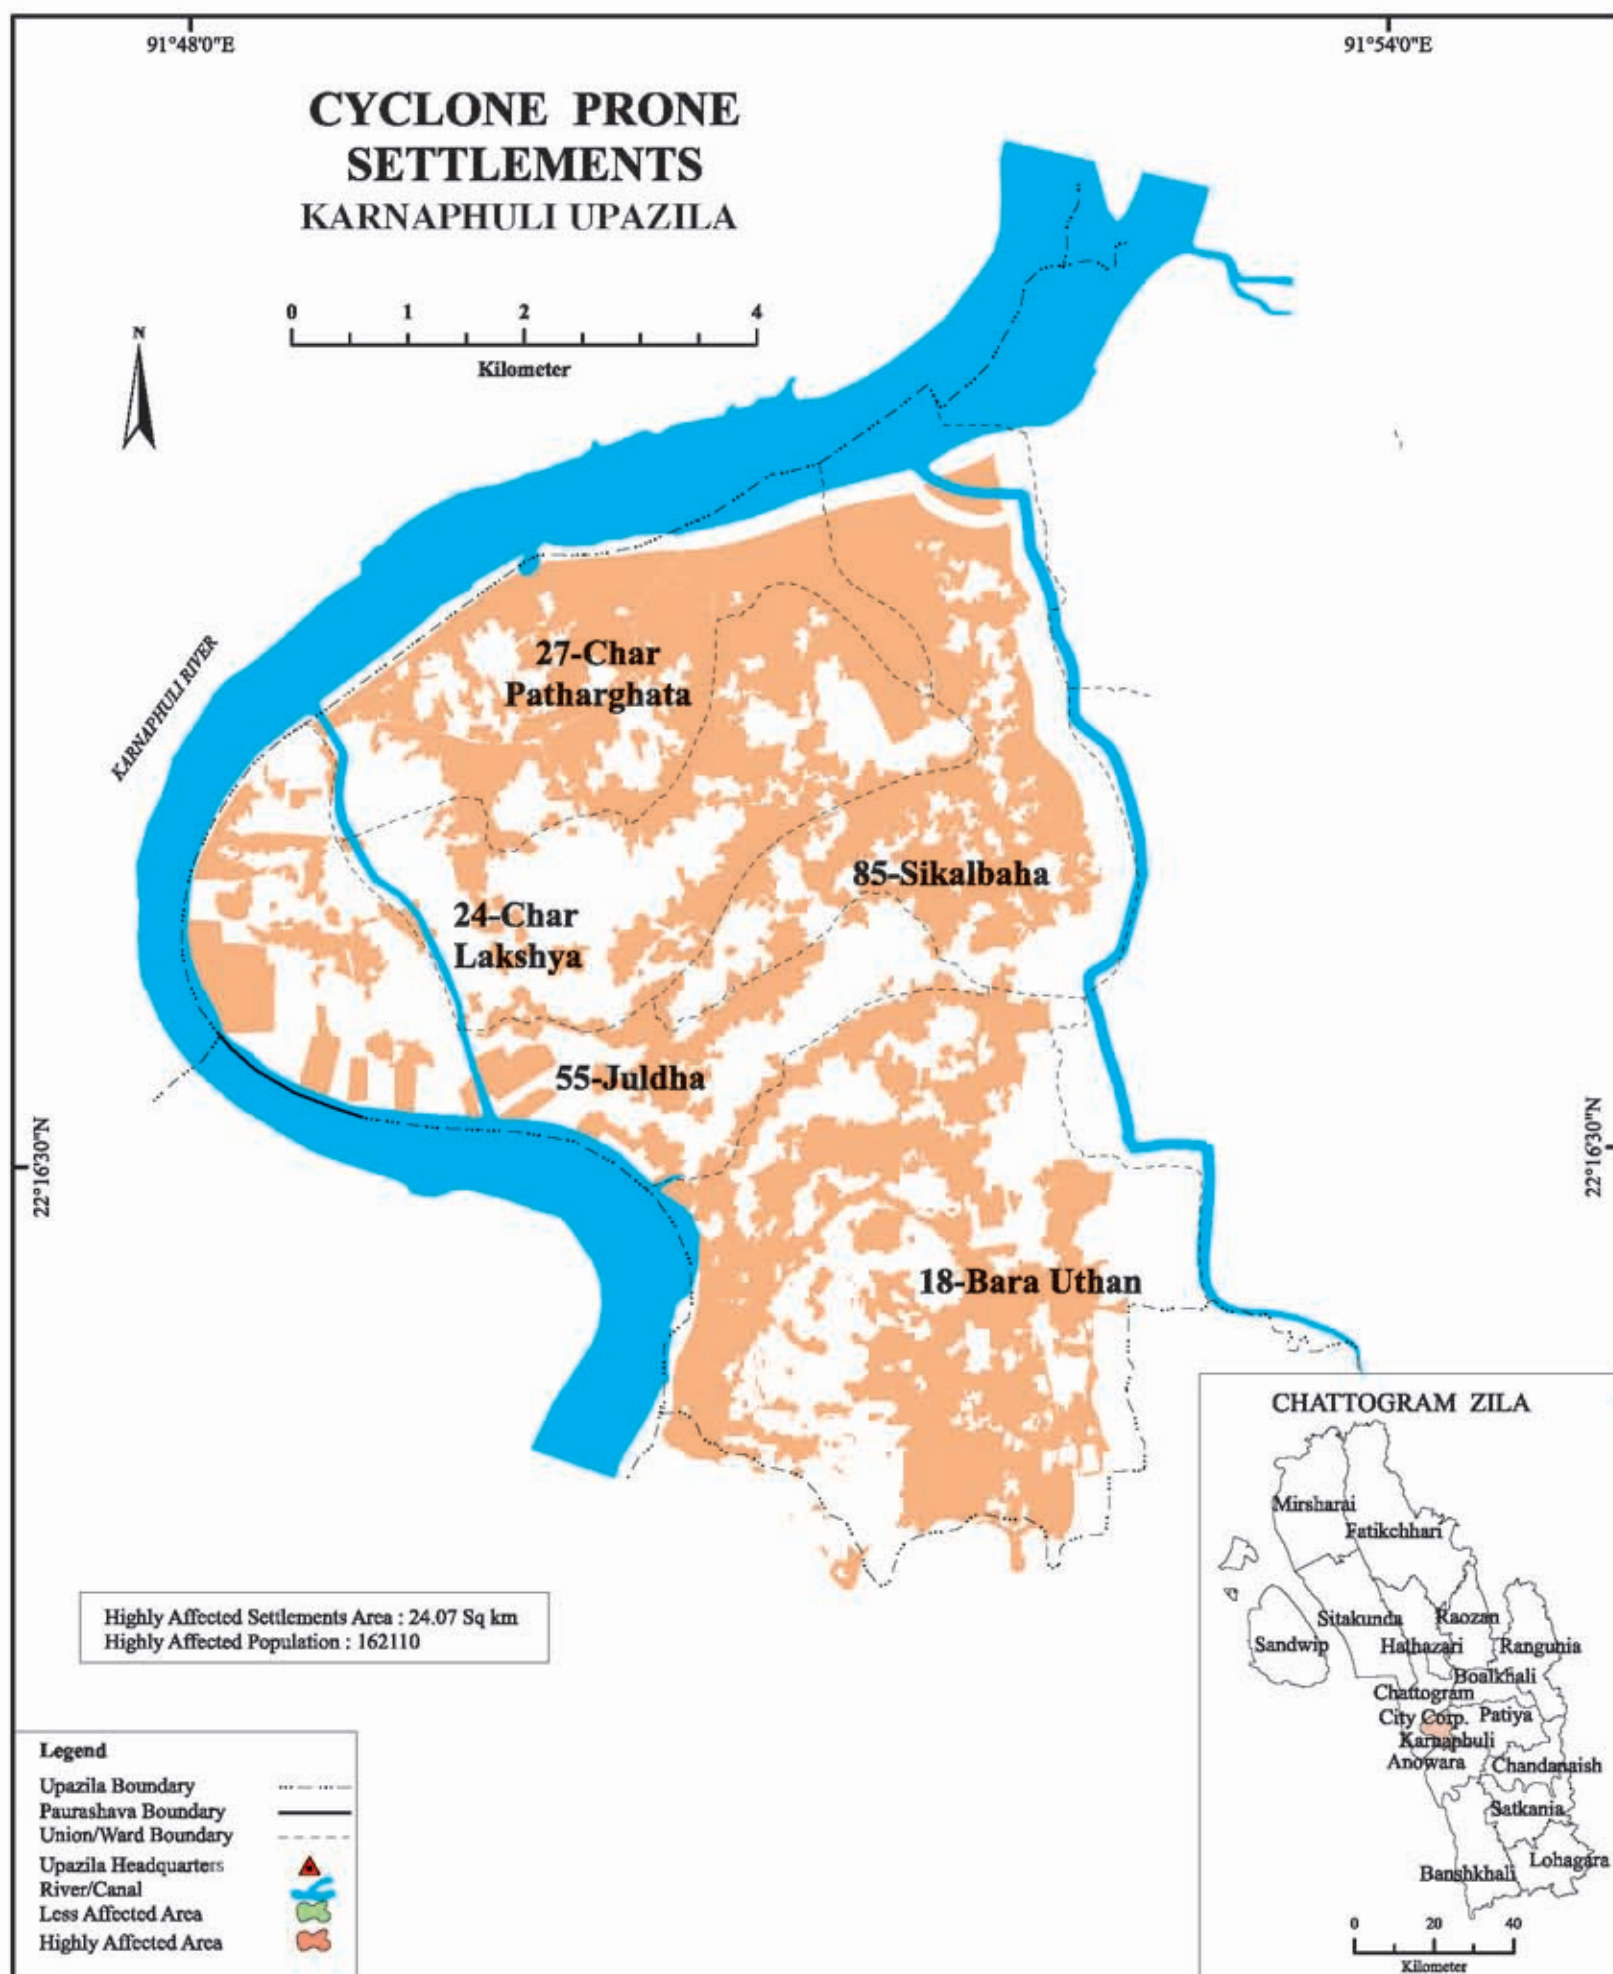 91°48'0"E
91°54'0"E
CYCLONE PRONE
SETTLEMENTS
KARNAPHULI UPAZILA
0 1 2 4
Kilometer
N
KARNAPHULI RIVER
27-Char
Patharghata
85-Sikalbaha
24-Char
Lakshya
55-Juldha
18-Bara Uthan
22°16'30"N
22°16'30"N
Highly Affected Settlements Area : 24.07 Sq km
Highly Affected Population : 162110
Legend
Upazila Boundary
Paurashava Boundary
Union/Ward Boundary
Upazila Headquarters
River/Canal
Less Affected Area
Highly Affected Area
CHATTOGRAM ZILA
Mirsharai
Fatikchhari
Sitakunda
Raozan
Sandwip
Hathazari
Rangunia
Boalkhali
Chattogram
City Corp.
Patiya
Karnaphuli
Anowara
Chandanaish
Satkania
Lohagara
Banshkhali
0 20 40
Kilometer